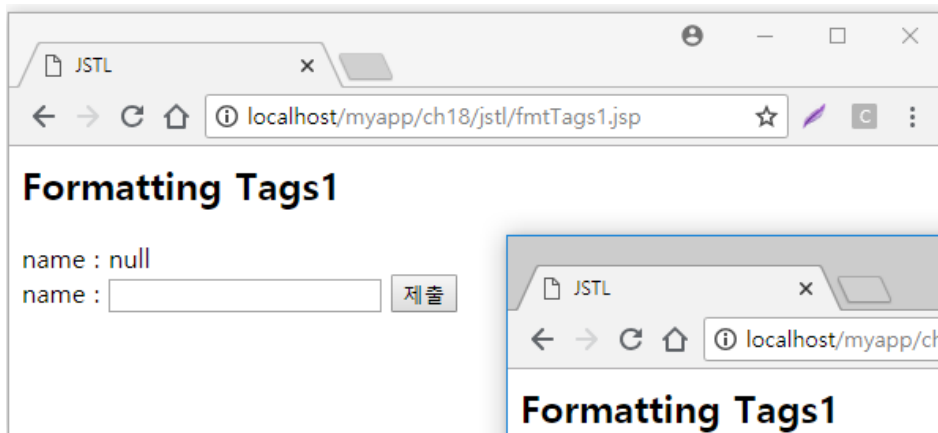 JSTL
localhost/myapp/ch18/jstl/fmtTags1.jsp
C
Formatting Tags1
name : null
name :
제출
JSTL
localhost/myapp/ch
Formatting Tags1